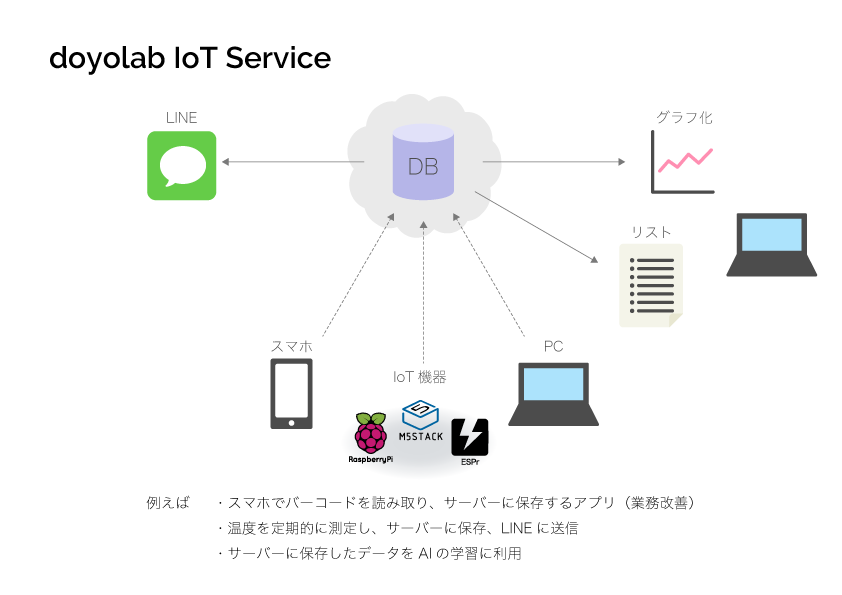 doyolab IoT Service
LINE
DB
グラフ化
リスト
スマホ
IoT 機器
PC
RaspberryPi
M5STACK
ESPr
例えば ・スマホでバーコードを読み取り、サーバーに保存するアプリ（業務改善）
・温度を定期的に測定し、サーバーに保存、LINE に送信
・サーバーに保存したデータを AI の学習に利用